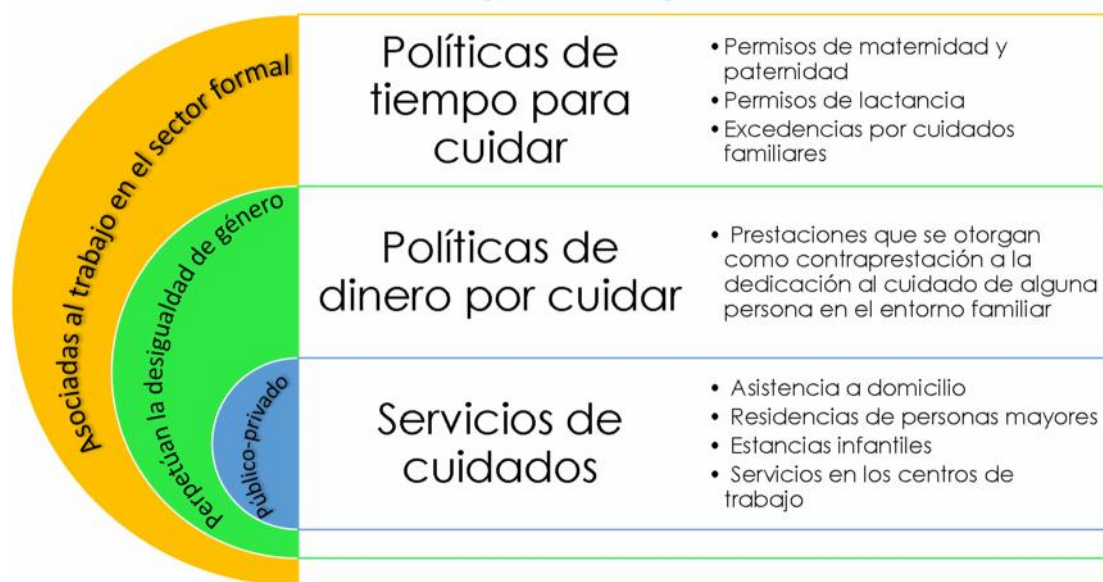 Asociadas al trabajo en el sector formal
Políticas de
tiempo para
cuidar
• Permisos de maternidad y
paternidad
• Permisos de lactancia
• Excedencias por cuidados
familiares
Perpetúan la desigualdad de género
Políticas de
dinero por cuidar
• Prestaciones que se otorgan
como contraprestación a la
dedicación al cuidado de alguna
persona en el entorno familiar
Público-privado
Servicios de
cuidados
• Asistencia a domicilio
• Residencias de personas mayores
• Estancias infantiles
• Servicios en los centros de
trabajo